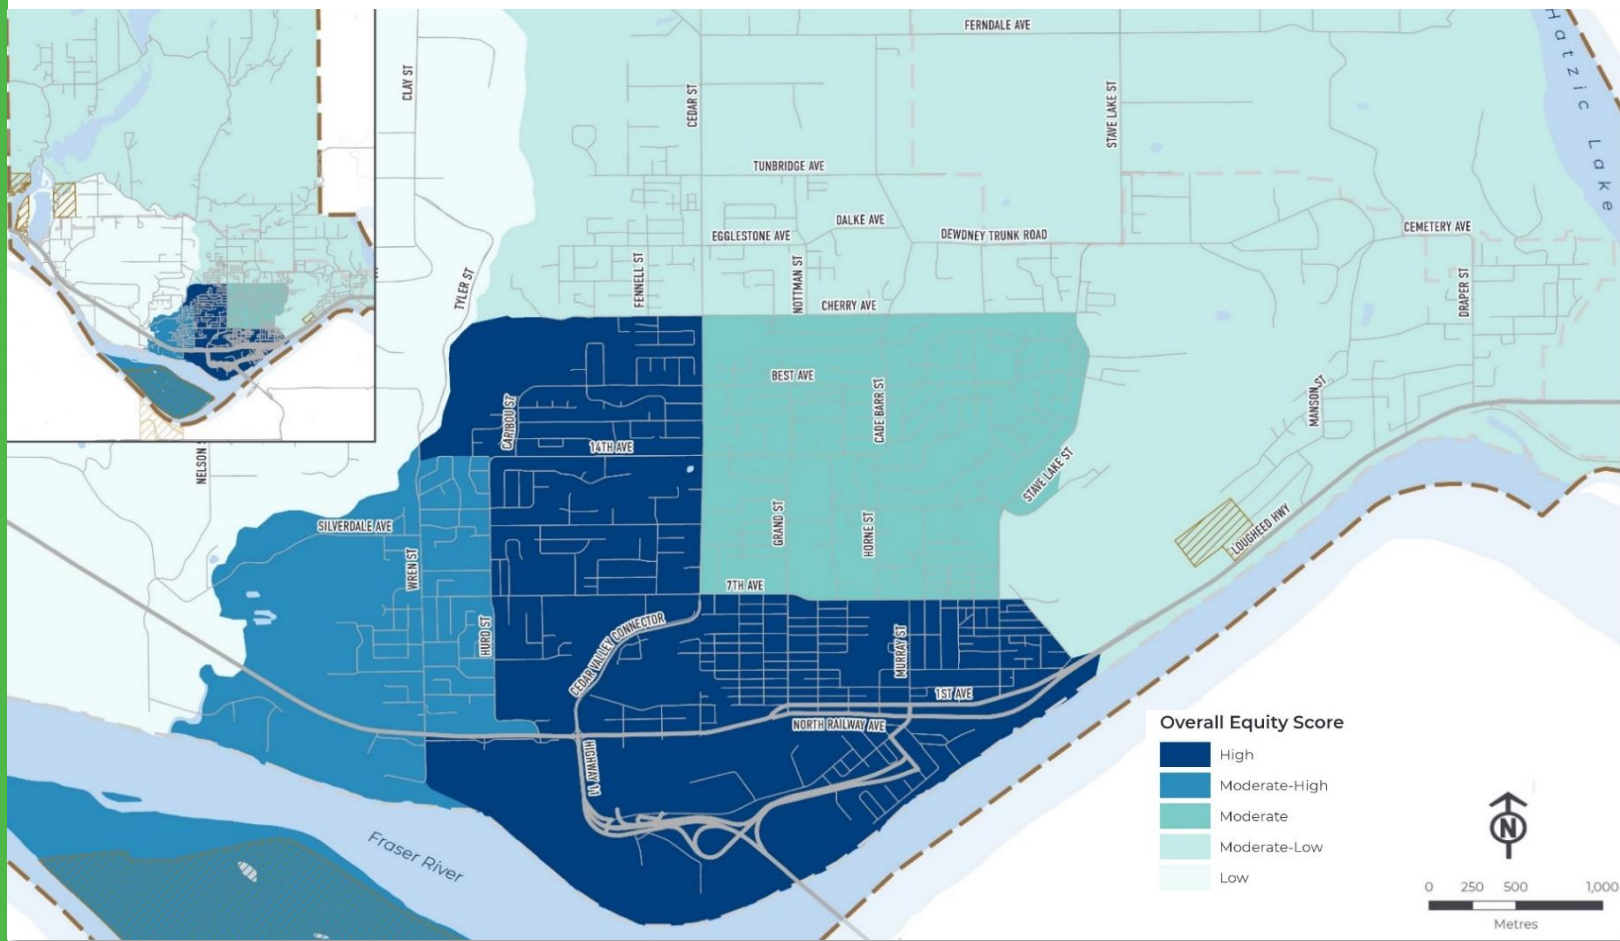 FERNDALE AVE
Hatzic Lake
CLAY ST
CEDAR ST
STAVE LAKE ST
TUNBRIDGE AVE
DALKE AVE
EGGLESTONE AVE
DEWDNEY TRUNK ROAD
CEMETERY AVE
FENNELL ST
NOTTMAN ST
TYLER ST
DRAPER ST
CHERRY AVE
BEST AVE
CADE BARR ST
MANSON ST
CARIBOU ST
14TH AVE
NELSON S
STAVE LAKE ST
SILVERDALE AVE
GRAND ST
HORNE ST
LOUGHEED HWY
WREN ST
7TH AVE
HURD ST
CEDAR VALLEY CONNECTOR
MURRAY ST
1ST AVE
NORTH RAILWAY AVE
HIGHWAY 11
Fraser River
Overall Equity Score
High
Moderate-High
Moderate
Moderate-Low
Low
N
0 250 500 1,000
Metres